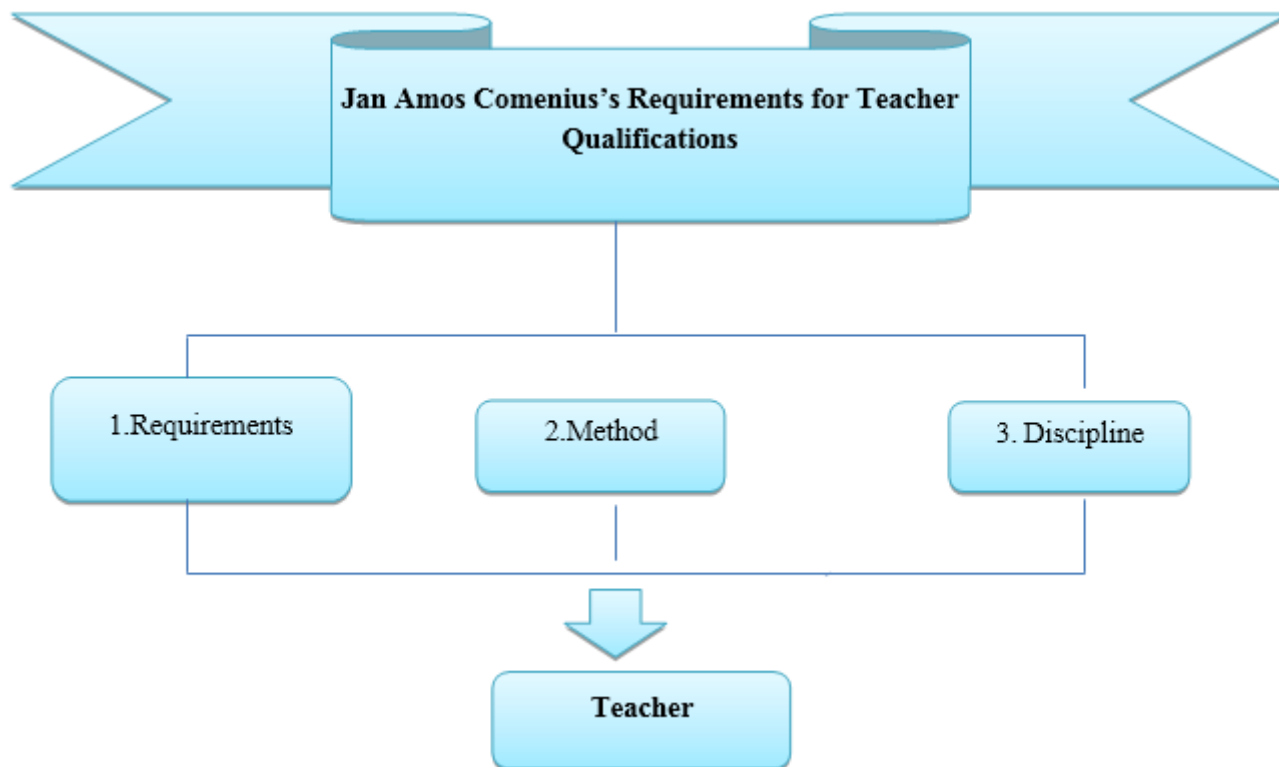 Jan Amos Comenius’s Requirements for Teacher
Qualifications
1.Requirements
2.Method
3. Discipline
Teacher